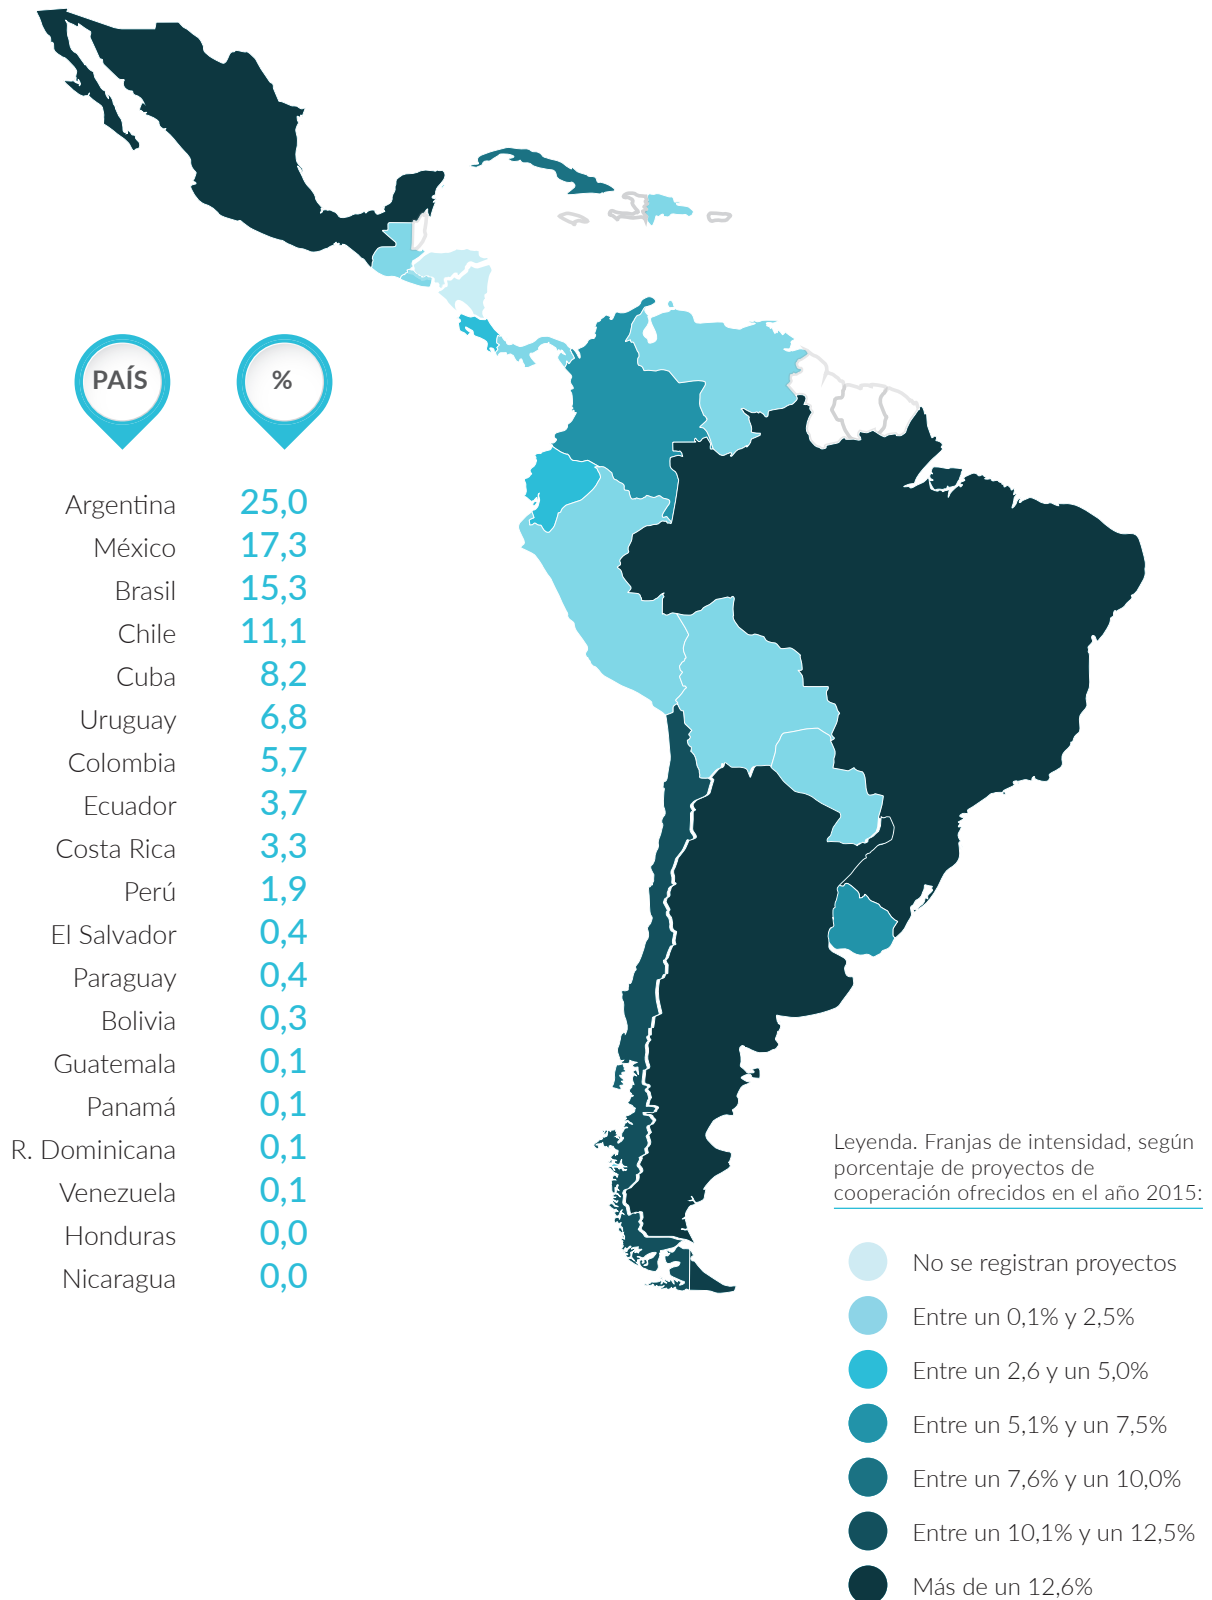 PAÍS %
Argentina 25,0
México 17,3
Brasil 15,3
Chile 11,1
Cuba 8,2
Uruguay 6,8
Colombia 5,7
Ecuador 3,7
Costa Rica 3,3
Perú 1,9
El Salvador 0,4
Paraguay 0,4
Bolivia 0,3
Guatemala 0,1
Panamá 0,1
R. Dominicana 0,1
Venezuela 0,1
Honduras 0,0
Nicaragua 0,0
Leyenda. Franjas de intensidad, según
porcentaje de proyectos de
cooperación ofrecidos en el año 2015:
No se registran proyectos
Entre un 0,1% y 2,5%
Entre un 2,6 y un 5,0%
Entre un 5,1% y un 7,5%
Entre un 7,6% y un 10,0%
Entre un 10,1% y un 12,5%
Más de un 12,6%